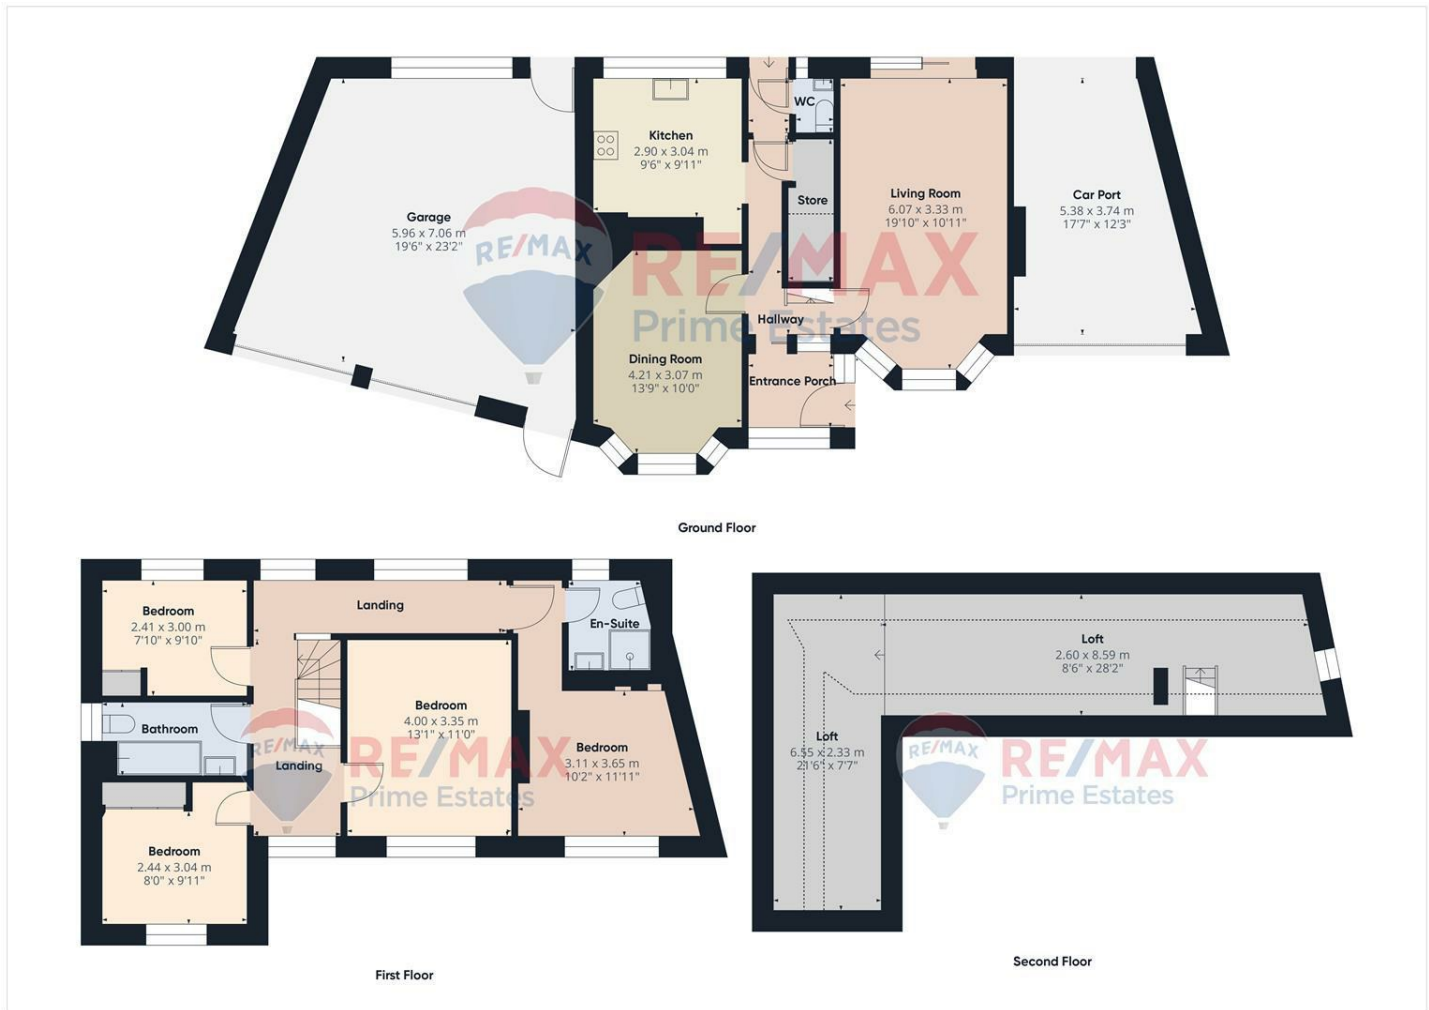 WC
Kitchen
2.90 x 3.04 m
9'6" x 9'11"
Store
Living Room
6.07 x 3.33 m
19'10" x 10'11"
Car Port
5.38 x 3.74 m
17'7" x 12'3"
Garage
5.96 x 7.06 m
19'6" x 23'2"
RE/MAX
RE/MAX
Prime Estates
Hallway
Dining Room
4.21 x 3.07 m
13'9" x 10'0"
Entrance Porch
Ground Floor
Bedroom
2.41 x 3.00 m
7'10" x 9'10"
Landing
En-Suite
Bedroom
4.00 x 3.35 m
13'1" x 11'0"
Bathroom
Landing
Bedroom
3.11 x 3.65 m
10'2" x 11'11"
RE/MAX
RE/MAX
Prime Estates
Bedroom
2.44 x 3.04 m
8'0" x 9'11"
First Floor
Loft
2.60 x 8.59 m
8'6" x 28'2"
Loft
6.55 x 2.33 m
21'6" x 7'7"
RE/MAX
RE/MAX
Prime Estates
Second Floor